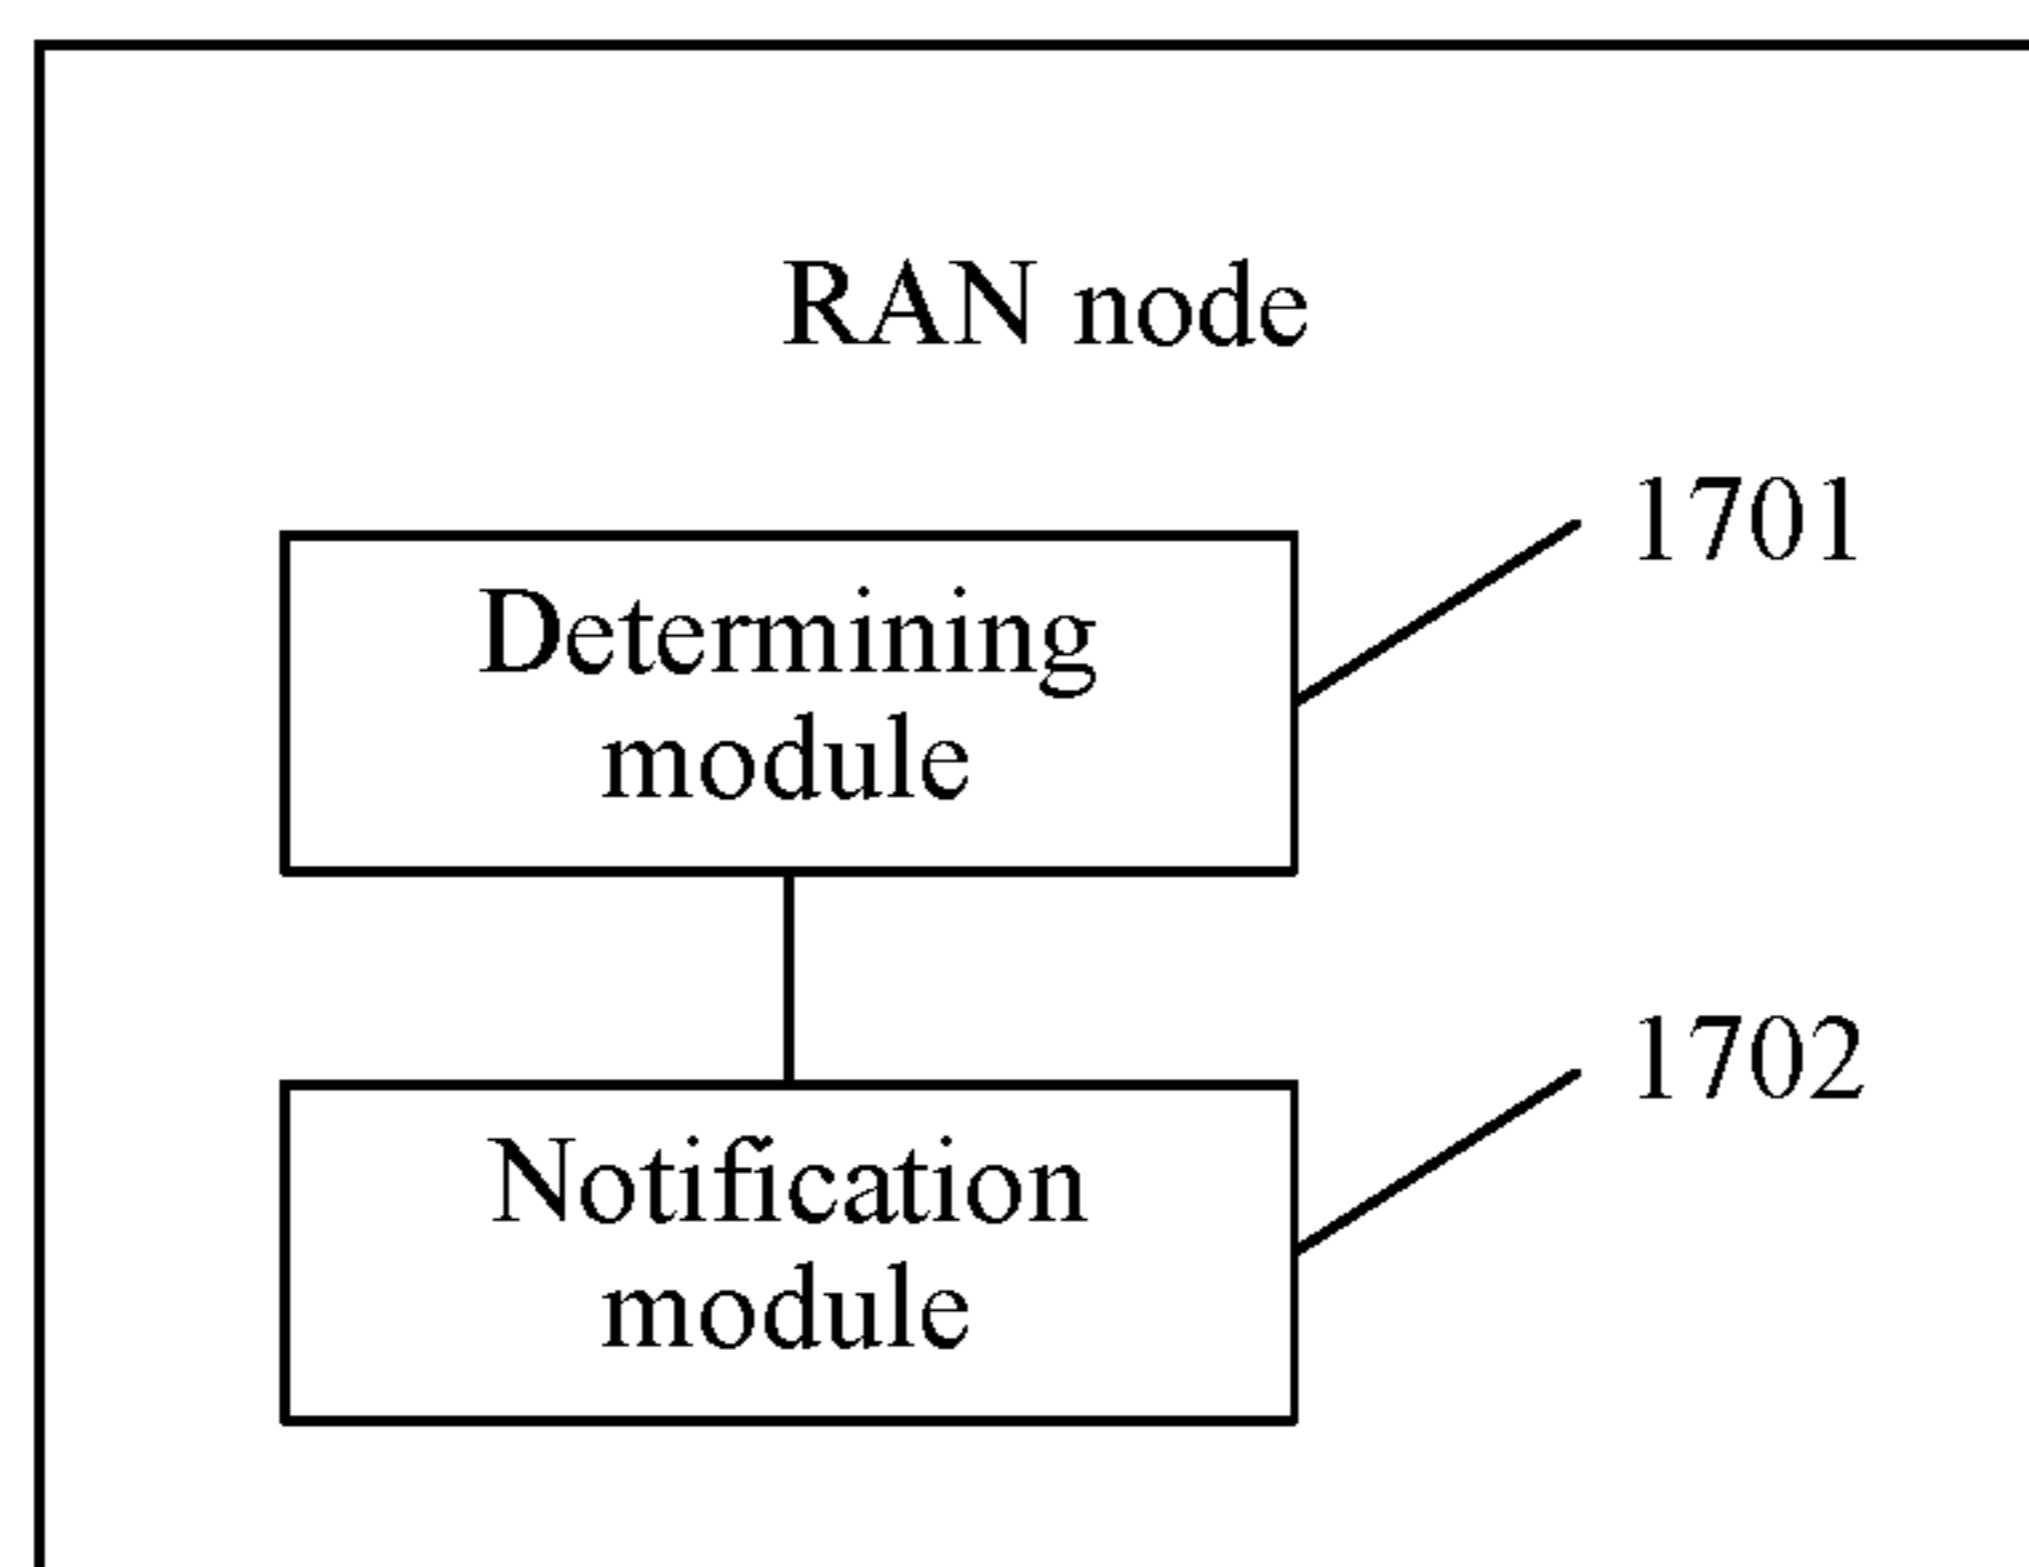 RAN node
1701
Determining
module
1702
Notification
module